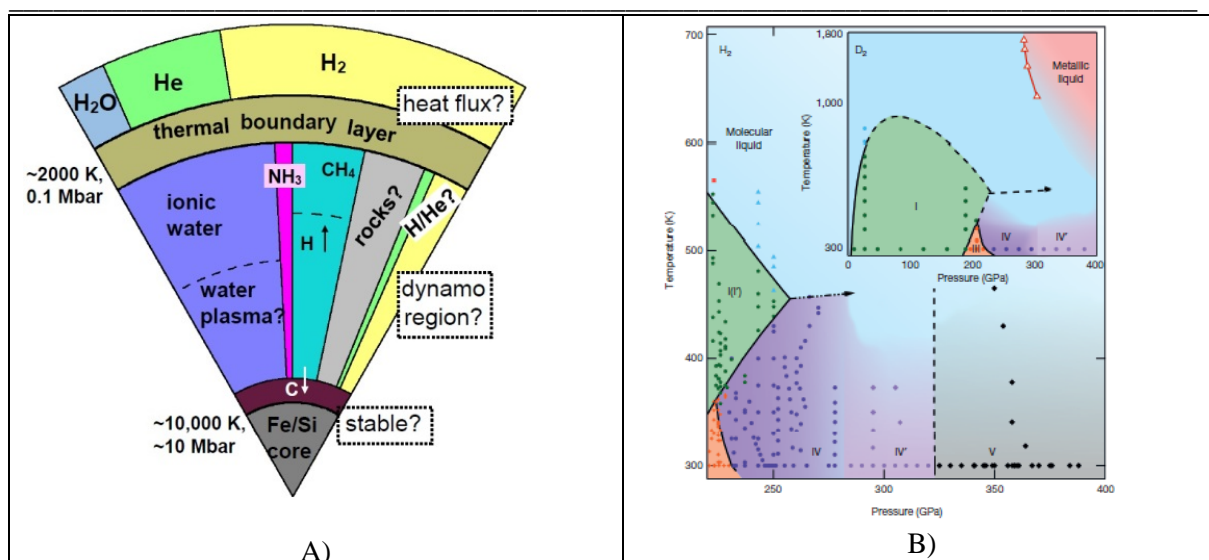 H₂O
He
H₂
heat flux?
thermal boundary layer
~2000 K,
0.1 Mbar
ionic
water
NH₃
CH₄
H
rocks?
H/He?
water
plasma?
dynamo
region?
C
~10,000 K,
~10 Mbar
Fe/Si
core
stable?
A)
700
600
500
400
300
Temperature (K)
H₂
Molecular
liquid
I(I')
IV
IV'
V
250
300
350
400
Pressure (GPa)
1,800
1,000
300
Temperature (K)
D₂
Metallic
liquid
I
III
IV
IV'
0
100
200
300
400
Pressure (GPa)
B)